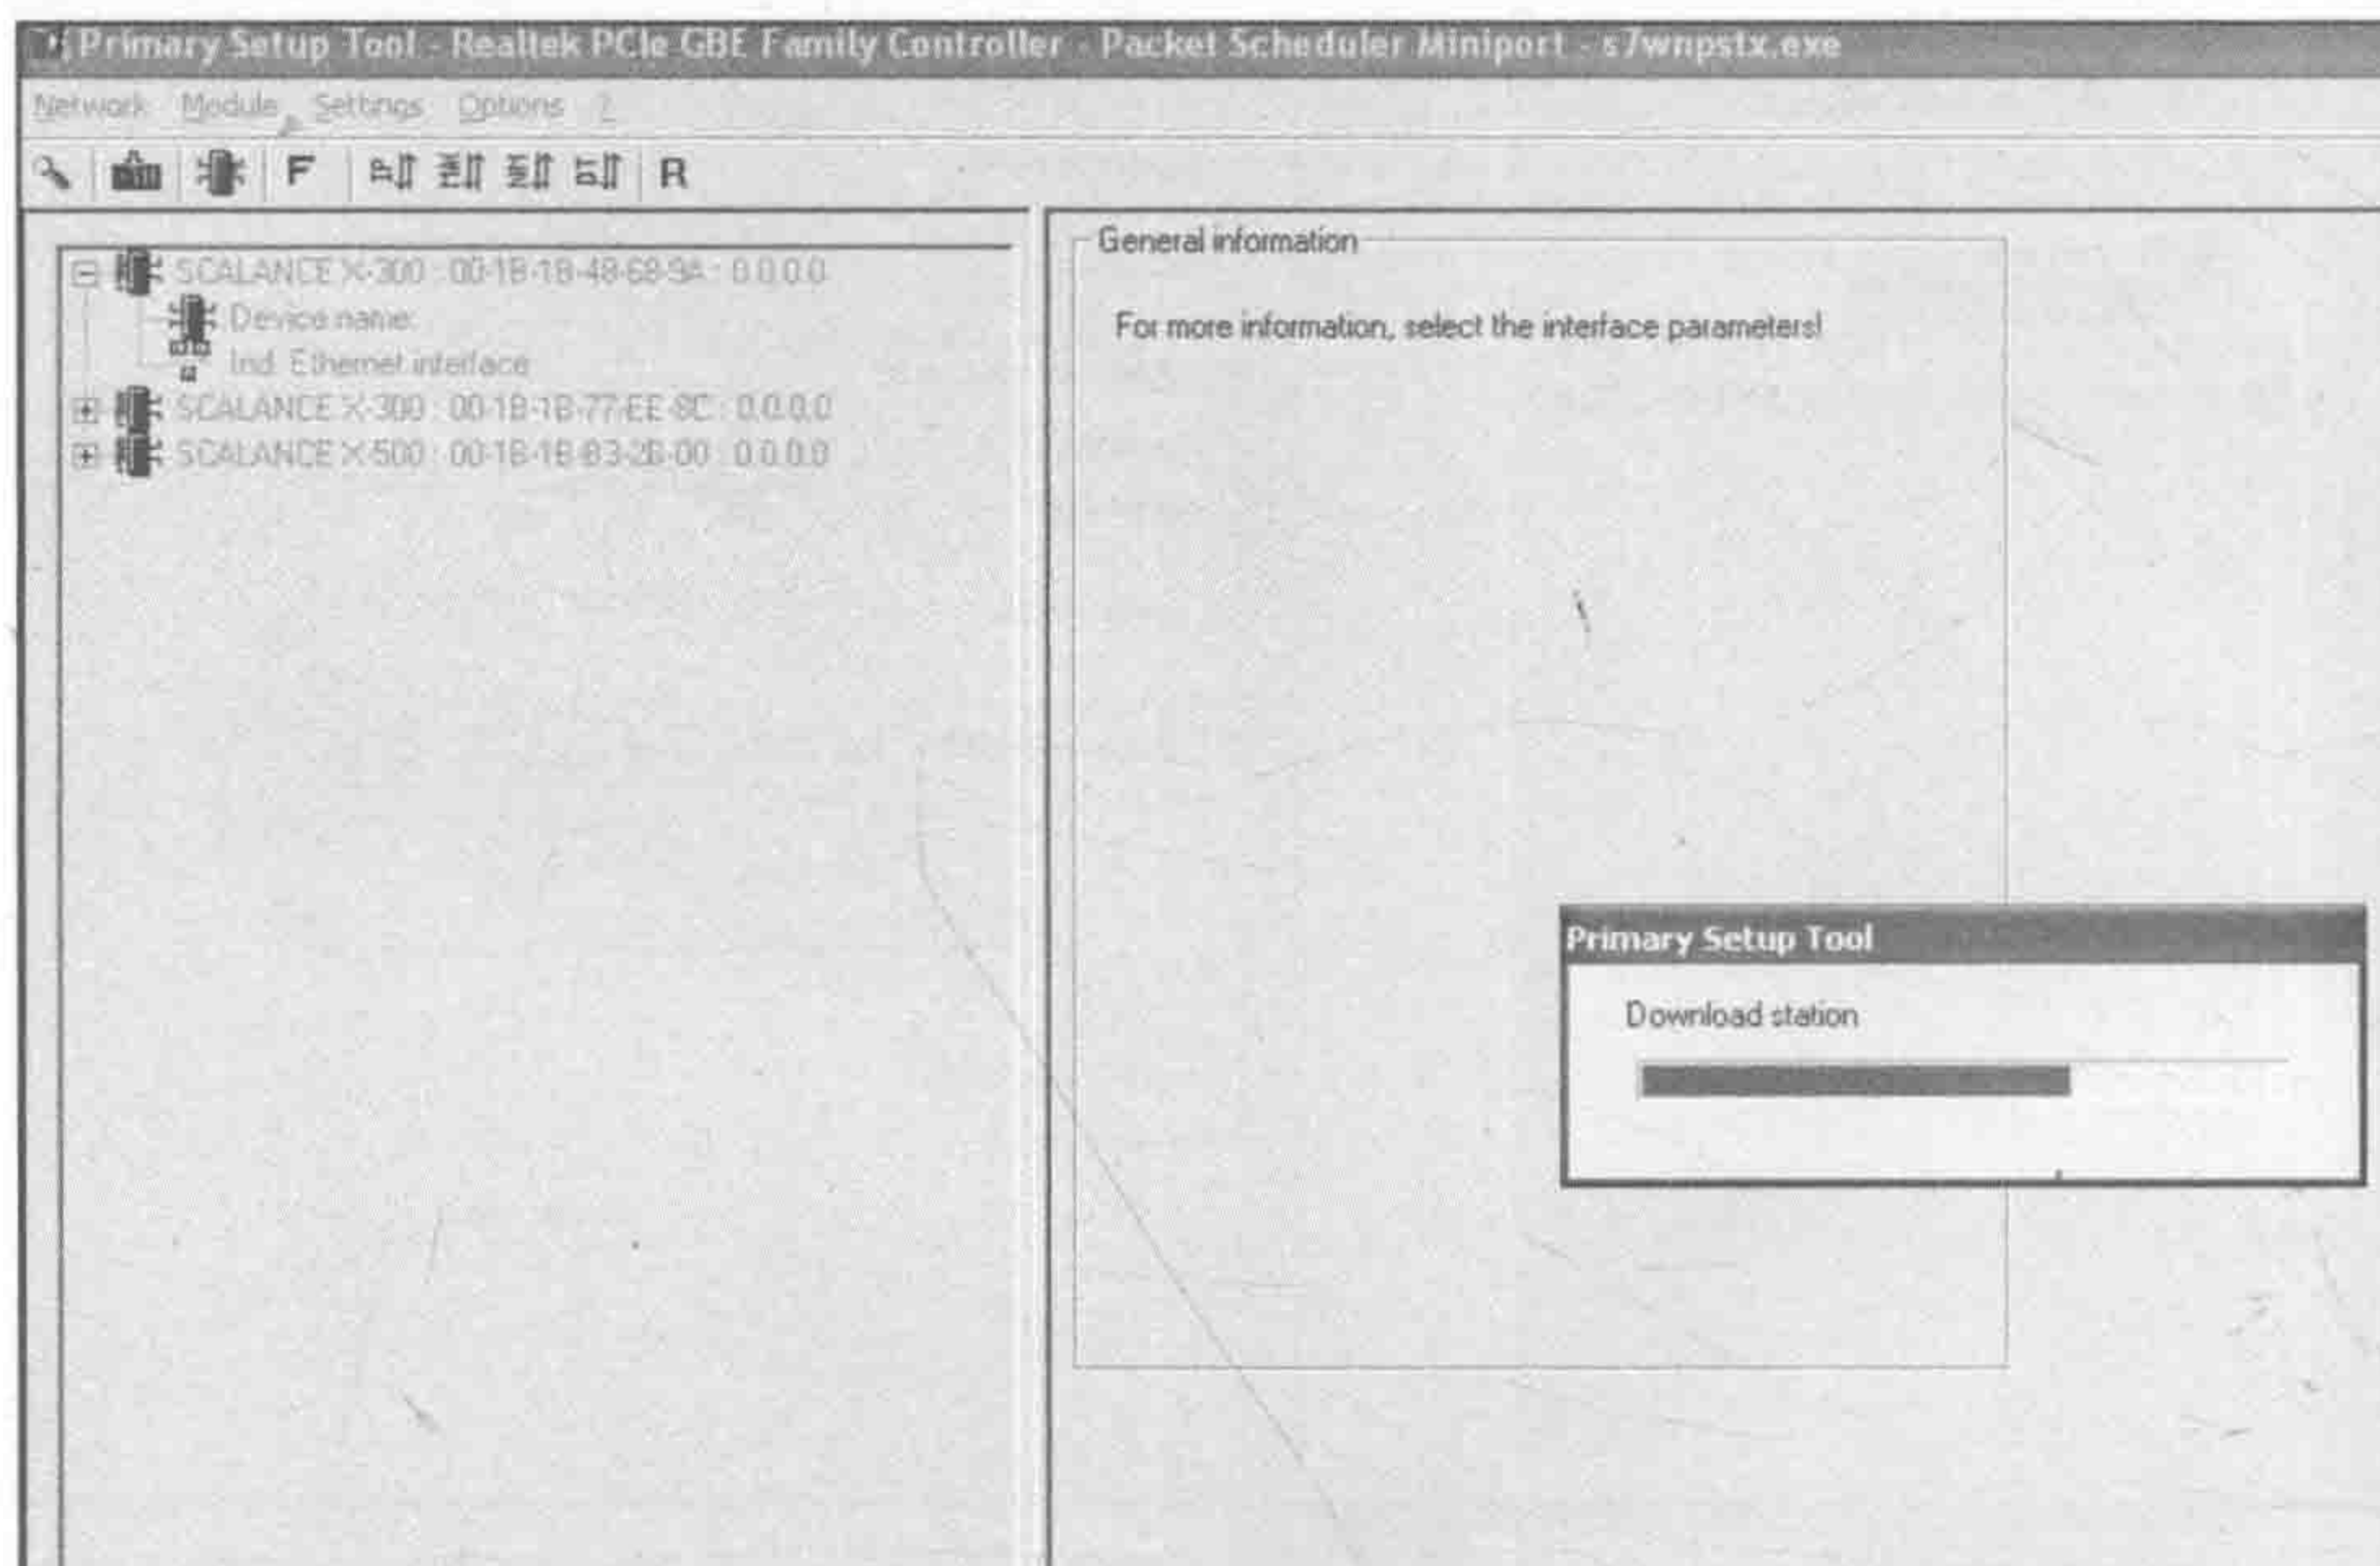 Primary Setup Tool - Realtek PCIe GBE Family Controller - Packet Scheduler Miniport - s7wnpstx.exe
Network Module Settings Options ?
F IP DT R
SCALANCE X-300 : 00-1B-1B-48-68-9A : 0.0.0.0
Device name:
Ind. Ethernet interface
SCALANCE X-300 : 00-1B-1B-77-EE-8C : 0.0.0.0
SCALANCE X-500 : 00-1B-1B-B3-2B-00 : 0.0.0.0
General information
For more information, select the interface parameters!
Primary Setup Tool
Download station